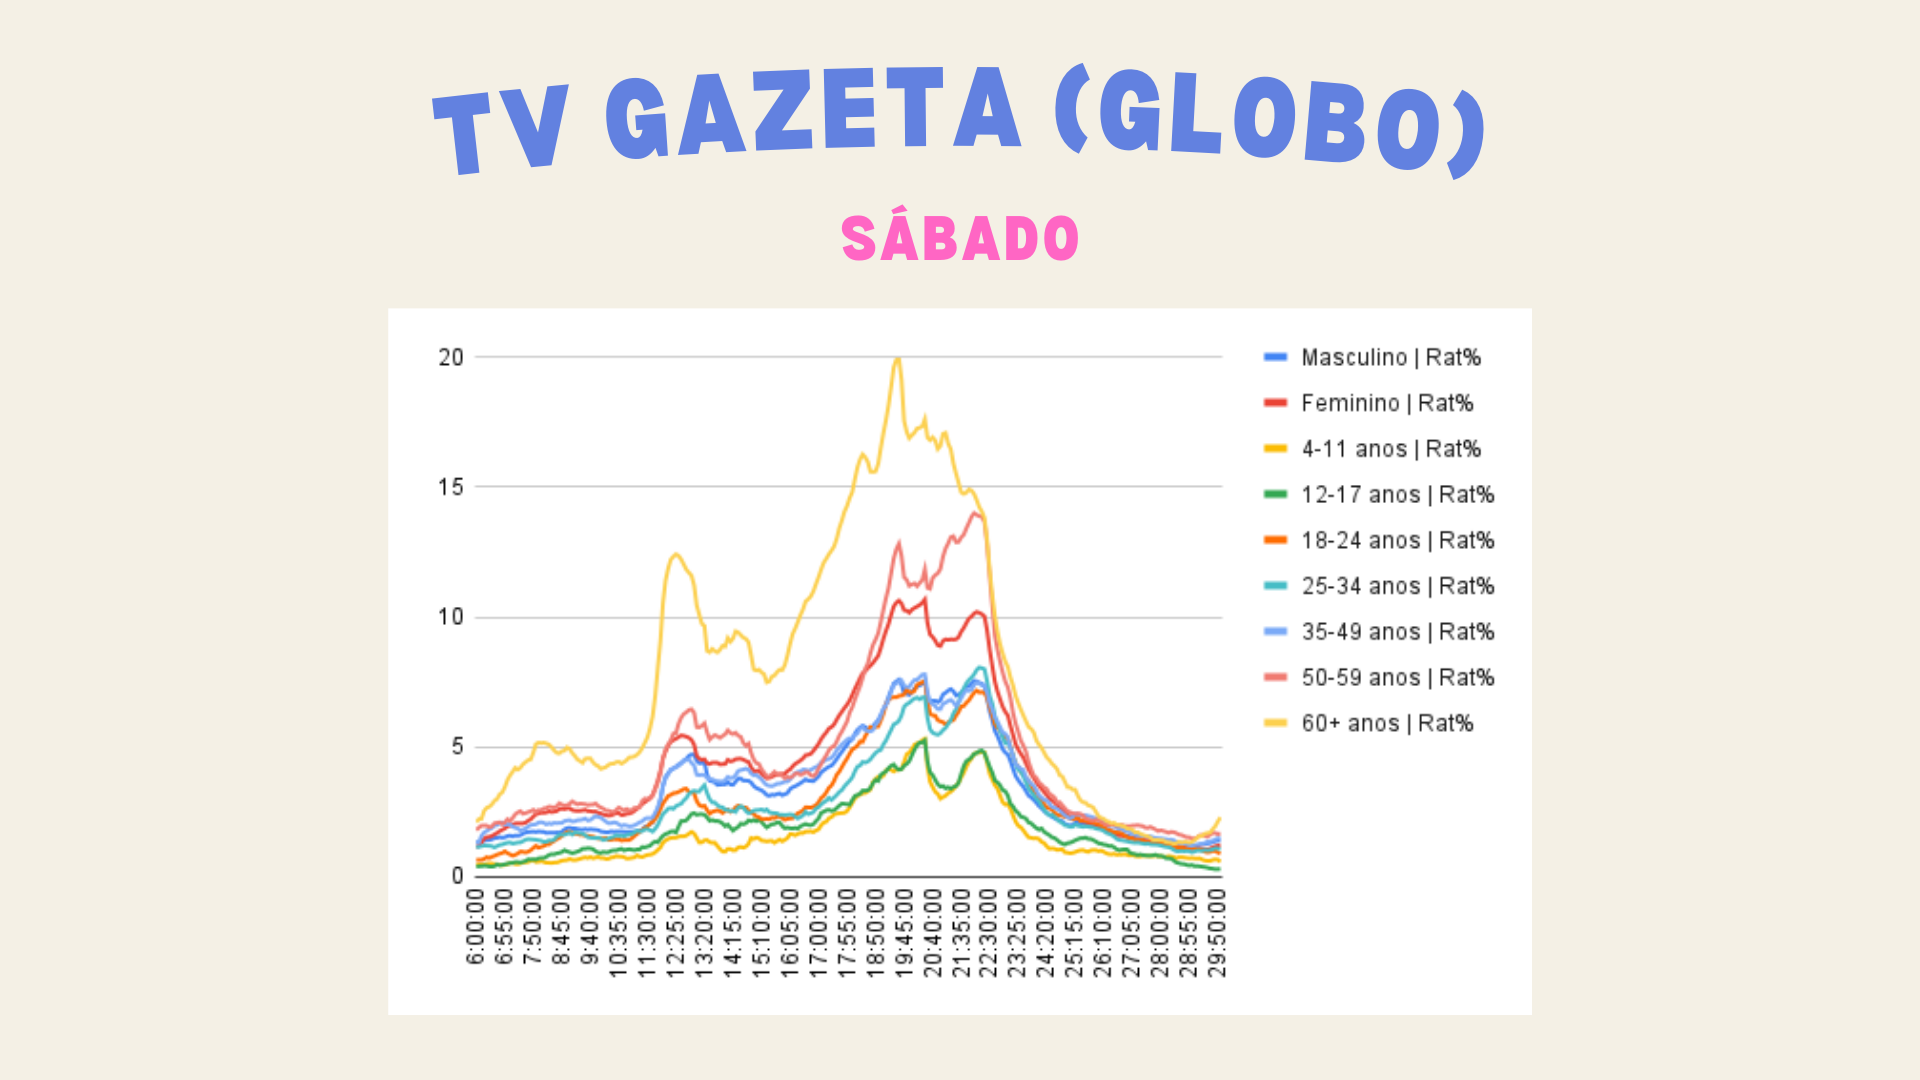 TV GAZETA (GLOBO)
SÁBADO
20
15
10
5
0
6:00:00
6:55:00
7:50:00
8:45:00
9:40:00
10:35:00
11:30:00
12:25:00
13:20:00
14:15:00
15:10:00
16:05:00
17:00:00
17:55:00
18:50:00
19:45:00
20:40:00
21:35:00
22:30:00
23:25:00
24:20:00
25:15:00
26:10:00
27:05:00
28:00:00
28:55:00
29:50:00
Masculino | Rat%
Feminino | Rat%
4-11 anos | Rat%
12-17 anos | Rat%
18-24 anos | Rat%
25-34 anos | Rat%
35-49 anos | Rat%
50-59 anos | Rat%
60+ anos | Rat%